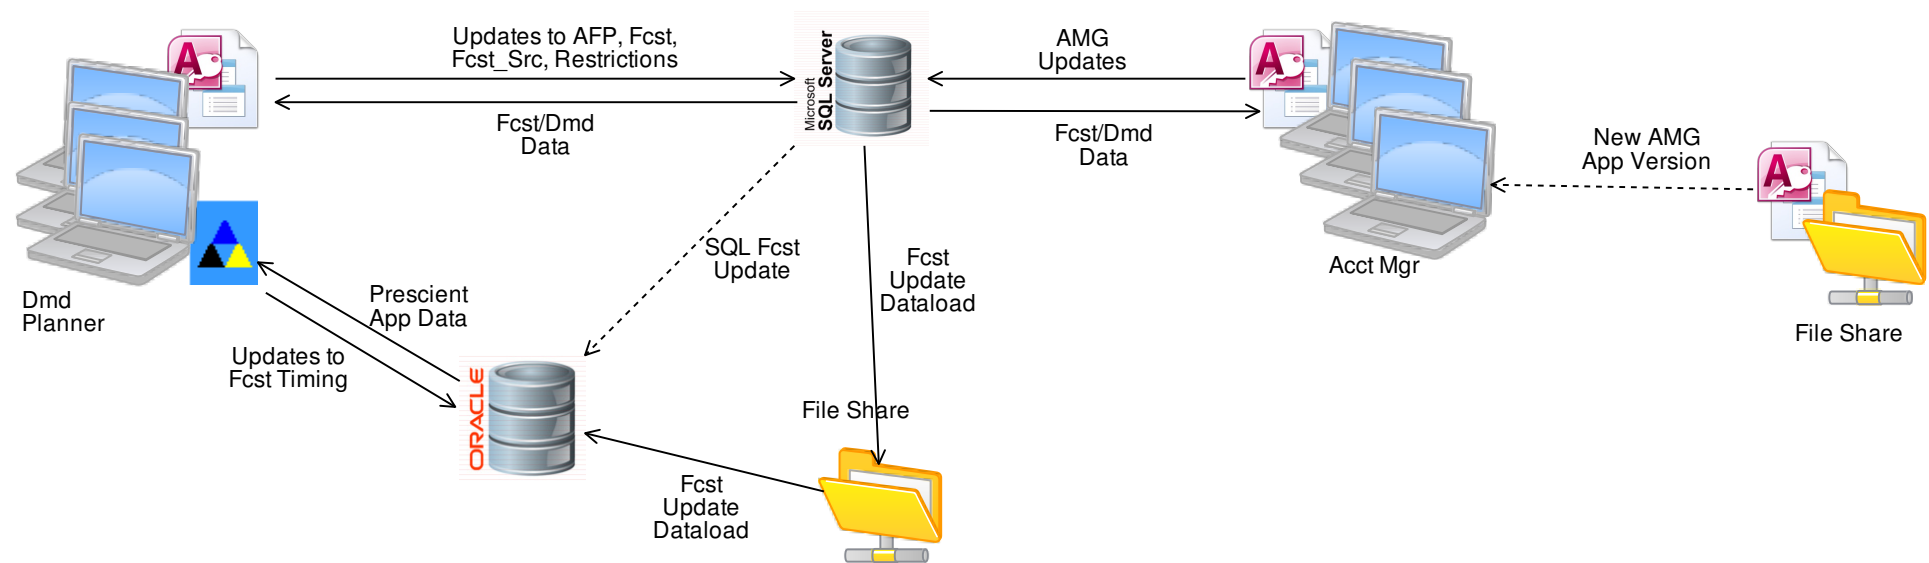 Updates to AFP, Fcst,
Fcst_Src, Restrictions
Fcst/Dmd
Data
Microsoft
SQL Server
AMG
Updates
Fcst/Dmd
Data
A
A
A
New AMG
App Version
Acct Mgr
File Share
Dmd
Planner
Prescient
App Data
Updates to
Fcst Timing
SQL Fcst
Update
Fcst
Update
Dataload
ORACLE
File Share
Fcst
Update
Dataload